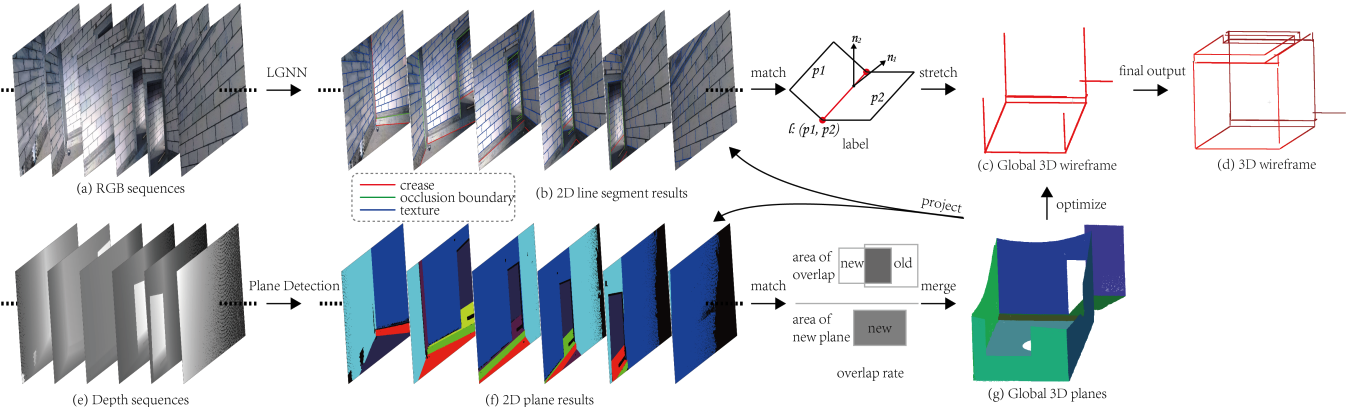 LGNN
match
p1
n2
n1
p2
ℓ: (p1, p2)
label
stretch
final output
(a) RGB sequences
crease
occlusion boundary
texture
(b) 2D line segment results
(c) Global 3D wireframe
(d) 3D wireframe
project
optimize
Plane Detection
match
area of
overlap
new
old
area of
new plane
new
overlap rate
merge
(e) Depth sequences
(f) 2D plane results
(g) Global 3D planes